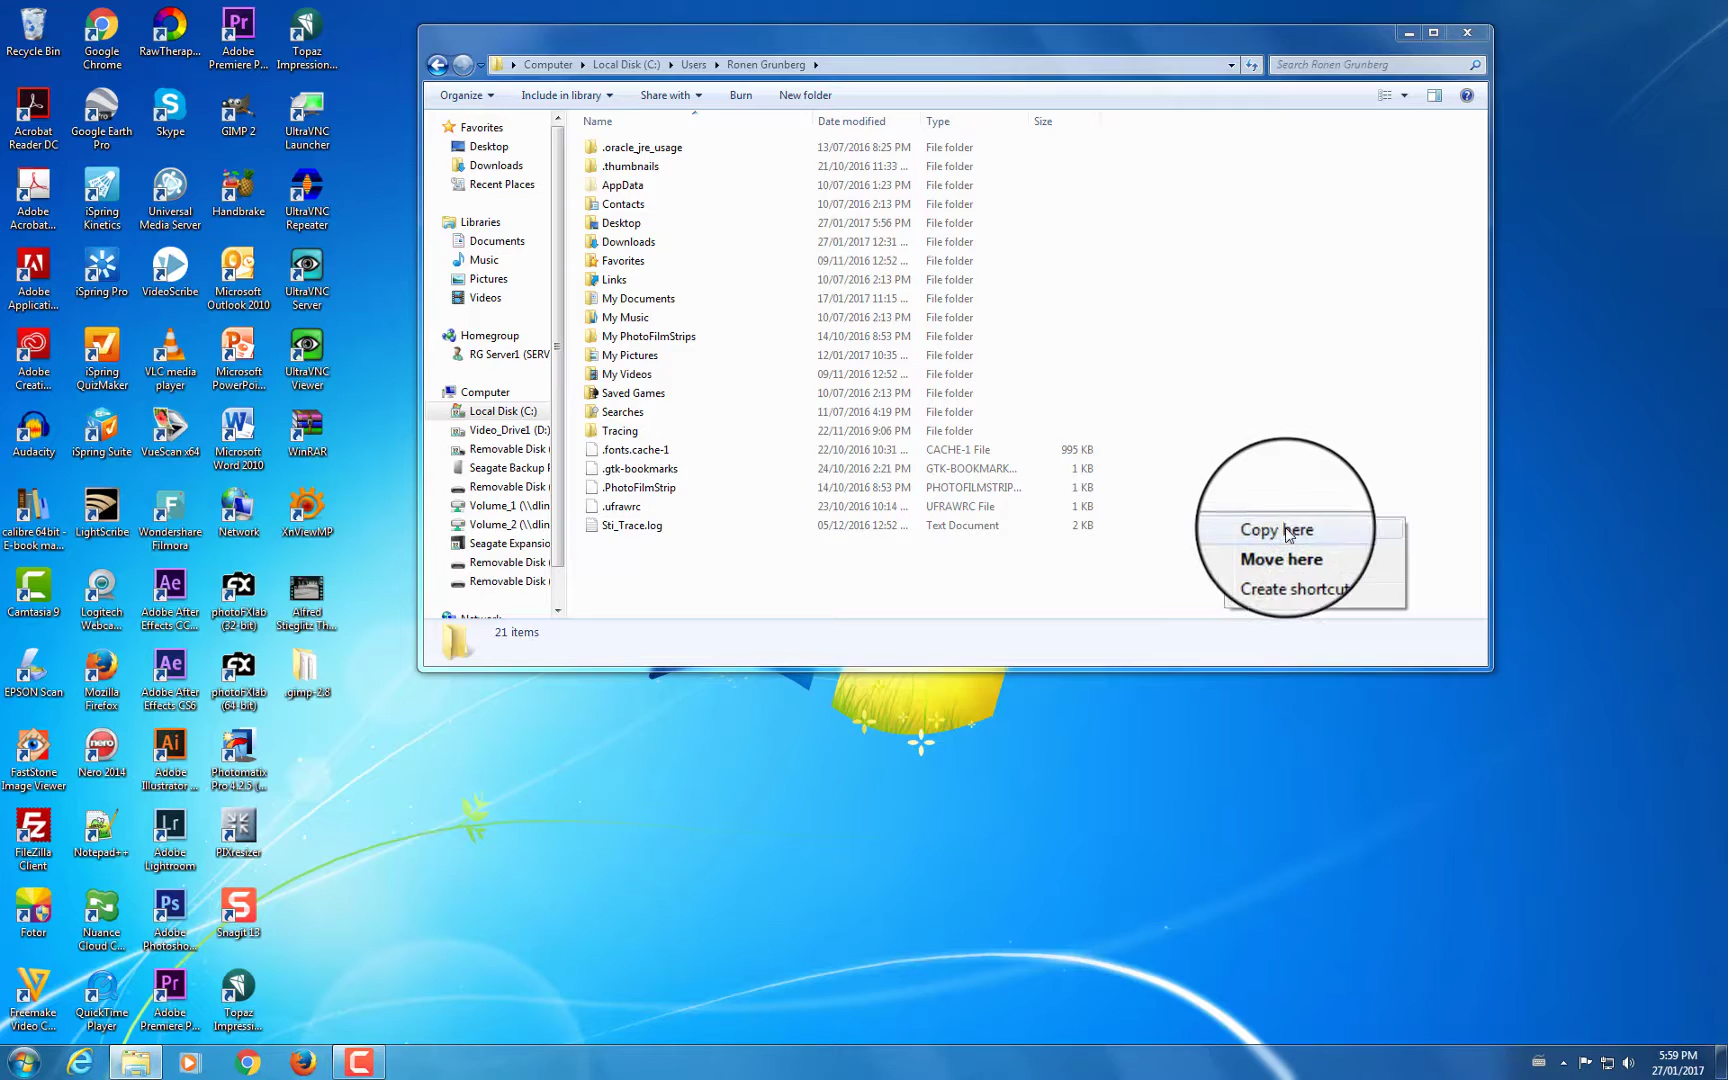 Recycle Bin
Google Chrome
RawTherap...
Adobe Premiere P...
Topaz Impression...
Acrobat Reader DC
Google Earth Pro
Skype
GIMP 2
UltraVNC Launcher
Adobe Acrobat...
iSpring Kinetics
Universal Media Server
Handbrake
UltraVNC Repeater
Adobe Applicati...
iSpring Pro
VideoScribe
Microsoft Outlook 2010
UltraVNC Server
Adobe Creati...
iSpring QuizMaker
VLC media player
Microsoft PowerPoi...
UltraVNC Viewer
Audacity
iSpring Suite
VueScan x64
Microsoft Word 2010
WinRAR
calibre 64bit - E-book ma...
LightScribe
Wondershare Filmora
Network
XnViewMP
Camtasia 9
Logitech Webca...
Adobe After Effects CC...
photoFXlab (32-bit)
Alfred Stieglitz Th...
EPSON Scan
Mozilla Firefox
Adobe After Effects CS6
photoFXlab (64-bit)
.gimp-2.8
FastStone Image Viewer
Nero 2014
Adobe Illustrator ...
Photomatix Pro 4.2.5 (...
FileZilla Client
Notepad++
Adobe Lightroom
PIXresizer
Fotor
Nuance Cloud C...
Adobe Photosho...
Snagit 13
Freemake Video C...
QuickTime Player
Adobe Premiere P...
Topaz Impressi...
Computer Local Disk (C:) Users Ronen Grunberg
Search Ronen Grunberg
Organize Include in library Share with Burn New folder
Favorites
Desktop
Downloads
Recent Places
Libraries
Documents
Music
Pictures
Videos
Homegroup
RG Server1 (SERV
Computer
Local Disk (C:)
Video_Drive1 (D:)
Removable Disk
Seagate Backup P
Removable Disk
Volume_1 (\\dlin
Volume_2 (\\dlin
Seagate Expansio
Removable Disk
Removable Disk
Network
Name Date modified Type Size
.oracle_jre_usage 13/07/2016 8:25 PM File folder
.thumbnails 21/10/2016 11:33 ... File folder
AppData 10/07/2016 1:23 PM File folder
Contacts 10/07/2016 2:13 PM File folder
Desktop 27/01/2017 5:56 PM File folder
Downloads 27/01/2017 12:31 ... File folder
Favorites 09/11/2016 12:52 ... File folder
Links 10/07/2016 2:13 PM File folder
My Documents 17/01/2017 11:15 ... File folder
My Music 10/07/2016 2:13 PM File folder
My PhotoFilmStrips 14/10/2016 8:53 PM File folder
My Pictures 12/01/2017 10:35 ... File folder
My Videos 09/11/2016 12:52 ... File folder
Saved Games 10/07/2016 2:13 PM File folder
Searches 11/07/2016 4:19 PM File folder
Tracing 22/11/2016 9:06 PM File folder
.fonts.cache-1 22/10/2016 10:31 ... CACHE-1 File 995 KB
.gtk-bookmarks 24/10/2016 2:21 PM GTK-BOOKMARK... 1 KB
.PhotoFilmStrip 14/10/2016 8:53 PM PHOTOFILMSTRIP... 1 KB
.ufrawrc 23/10/2016 10:14 ... UFRAWRC File 1 KB
Sti_Trace.log 05/12/2016 12:52 ... Text Document 2 KB
Copy here
Move here
Create shortcut
21 items
5:59 PM
27/01/2017